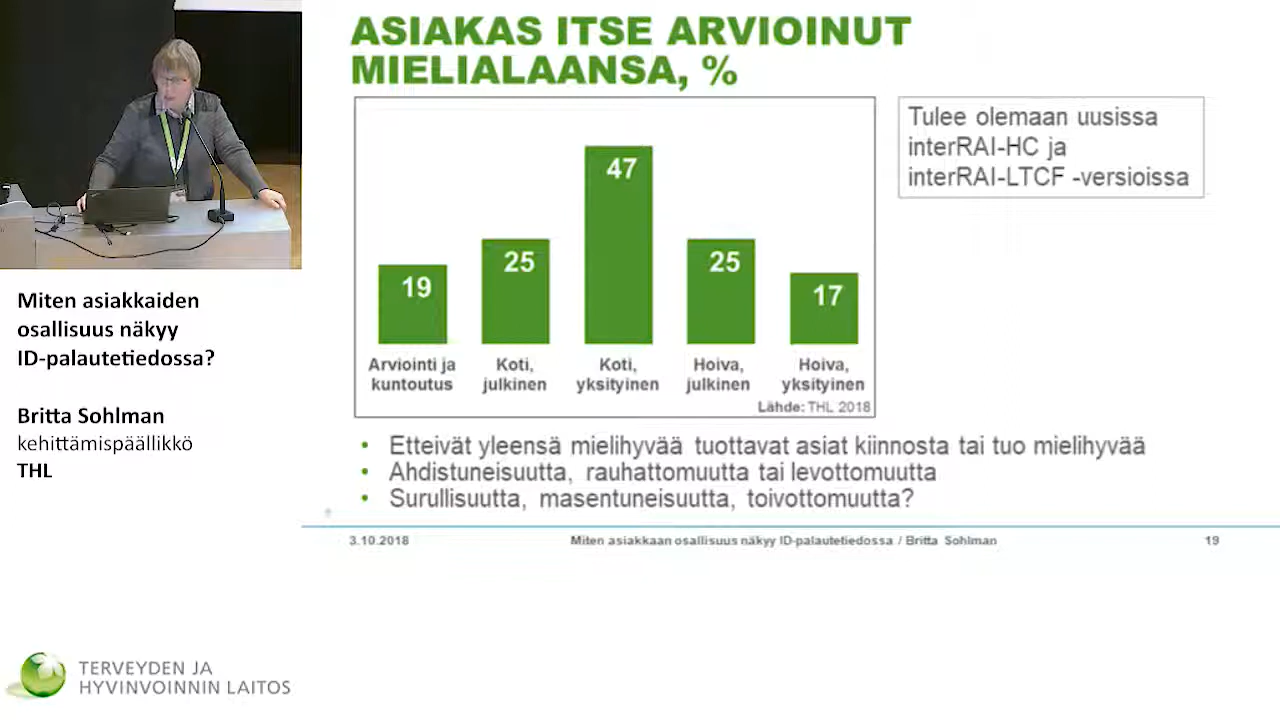 ASIAKAS ITSE ARVIOINUT
MIELIALAANSA, %
47
25
25
19
17
Arviointi ja
kuntoutus
Koti,
julkinen
Koti,
yksityinen
Hoiva,
julkinen
Hoiva,
yksityinen
Lähde: THL 2018
Tulee olemaan uusissa
interRAI-HC ja
interRAI-LTCF -versioissa
• Etteivät yleensä mielihyvää tuottavat asiat kiinnosta tai tuo mielihyvää
• Ahdistuneisuutta, rauhattomuutta tai levottomuutta
• Surullisuutta, masentuneisuutta, toivottomuutta?
3.10.2018
Miten asiakkaan osallisuus näkyy ID-palautetiedossa / Britta Sohlman
19
Miten asiakkaiden
osallisuus näkyy
ID-palautetiedossa?
Britta Sohlman
kehittämispäällikkö
THL
TERVEYDEN JA
HYVINVOINNIN LAITOS